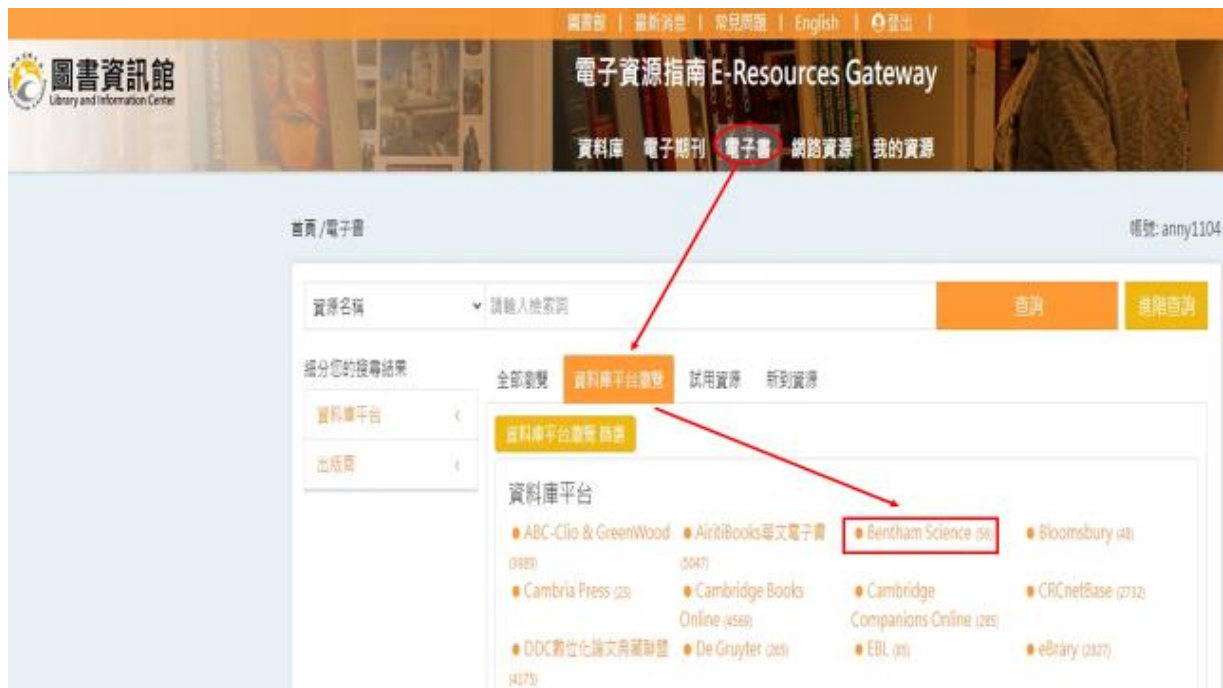 圖書館 | 最新消息 | 常見問題 | English | 登出 |
圖書資訊館
Library and Information Center
電子資源指南 E-Resources Gateway
資料庫 電子期刊 電子書 網路資源 我的資源
首頁 /電子書
帳號: anny1104
資源名稱 請輸入檢索詞 查詢 進階查詢
細分您的搜尋結果
全部瀏覽 資料庫平台瀏覽 試用資源 新到資源
資料庫平台
出版商
資料庫平台瀏覽 篩選
資料庫平台
ABC-Clio & GreenWood (3989)
AiritiBooks華文電子書 (5047)
Bentham Science (56)
Bloomsbury (48)
Cambria Press (25)
Cambridge Books Online (4569)
Cambridge Companions Online (285)
CRCnetBase (2732)
DDC數位化論文典藏聯盟 (4175)
De Gruyter (265)
EBL (85)
eBrary (2827)